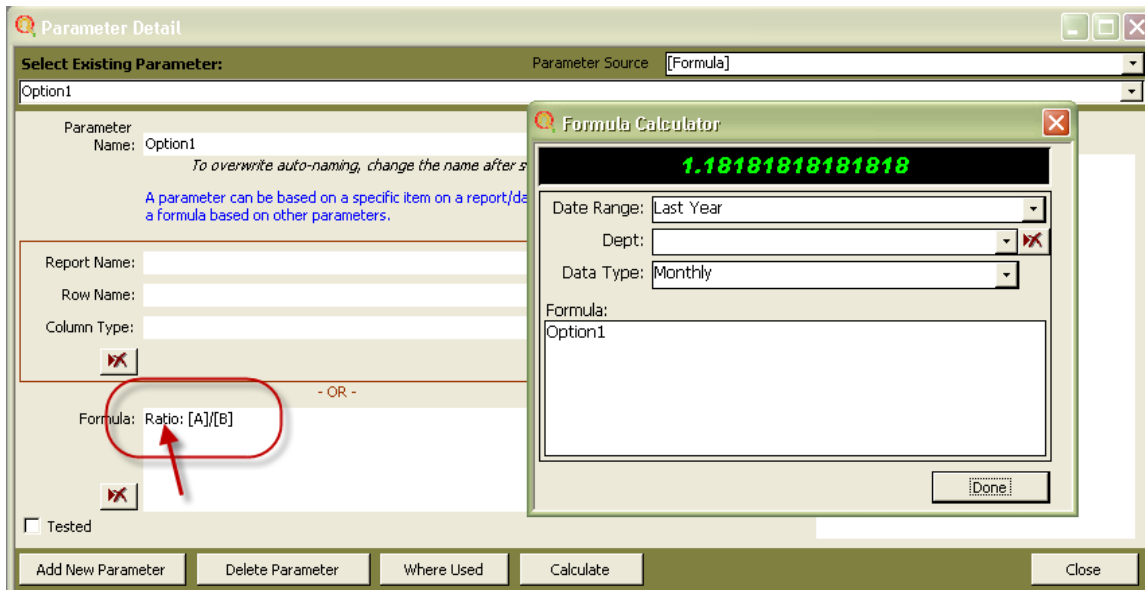 Parameter Detail
Select Existing Parameter:
Parameter Source [Formula]
Option1
Parameter
Name: Option1
To overwrite auto-naming, change the name after s
A parameter can be based on a specific item on a report/da
a formula based on other parameters.
Report Name:
Row Name:
Column Type:
- OR -
Formula: Ratio: [A]/[B]
Tested
Add New Parameter
Delete Parameter
Where Used
Calculate
Close
Formula Calculator
1.18181818181818
Date Range: Last Year
Dept:
Data Type: Monthly
Formula:
Option1
Done